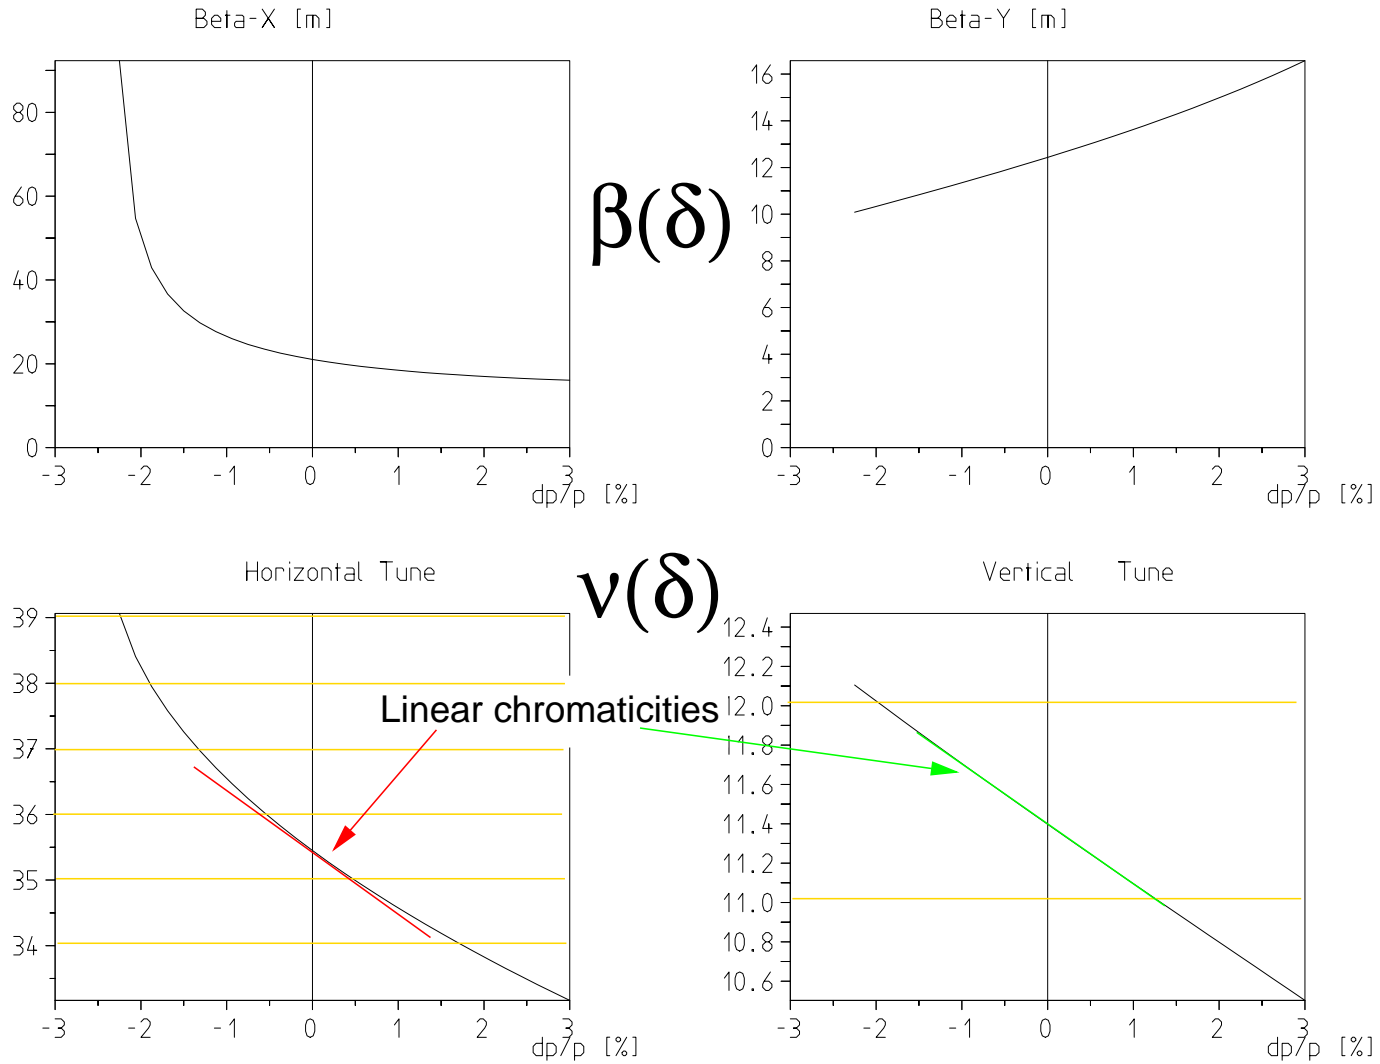 Beta-X [m]
Beta-Y [m]
80
60
40
20
0
-3 -2 -1 0 1 2 3
dp/p [%]
β(δ)
16
14
12
10
8
6
4
2
0
-3 -2 -1 0 1 2 3
dp/p [%]
Horizontal Tune
ν(δ)
Vertical Tune
39
38
37
36
35
34
-3 -2 -1 0 1 2 3
dp/p [%]
Linear chromaticities
12.4
12.2
12.0
11.8
11.6
11.4
11.2
11.0
10.8
10.6
-3 -2 -1 0 1 2 3
dp/p [%]